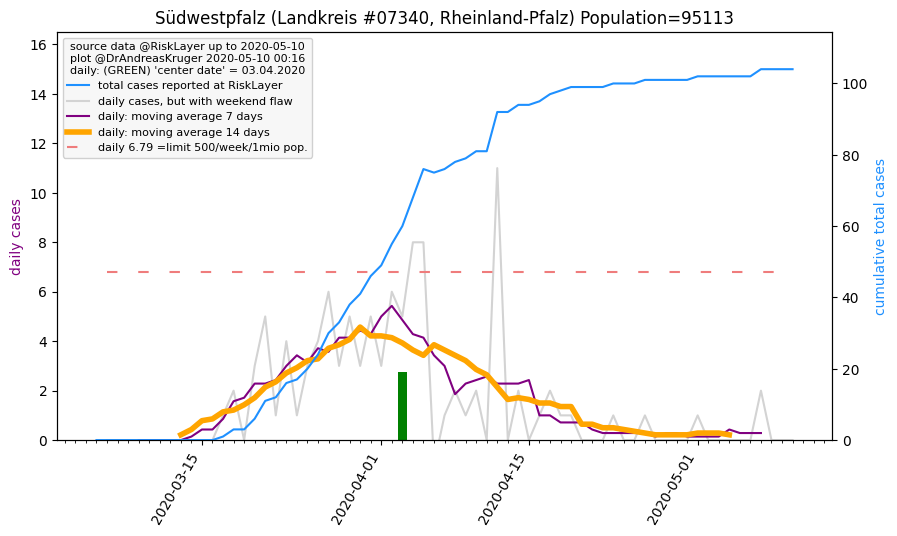 Südwestpfalz (Landkreis #07340, Rheinland-Pfalz) Population=95113
source data @RiskLayer up to 2020-05-10
plot @DrAndreasKruger 2020-05-10 00:16
daily: (GREEN) 'center date' = 03.04.2020
total cases reported at RiskLayer
daily cases, but with weekend flaw
daily: moving average 7 days
daily: moving average 14 days
daily 6.79 =limit 500/week/1mio pop.
daily cases
16
14
12
10
8
6
4
2
0
cumulative total cases
100
80
60
40
20
0
2020-03-15
2020-04-01
2020-04-15
2020-05-01